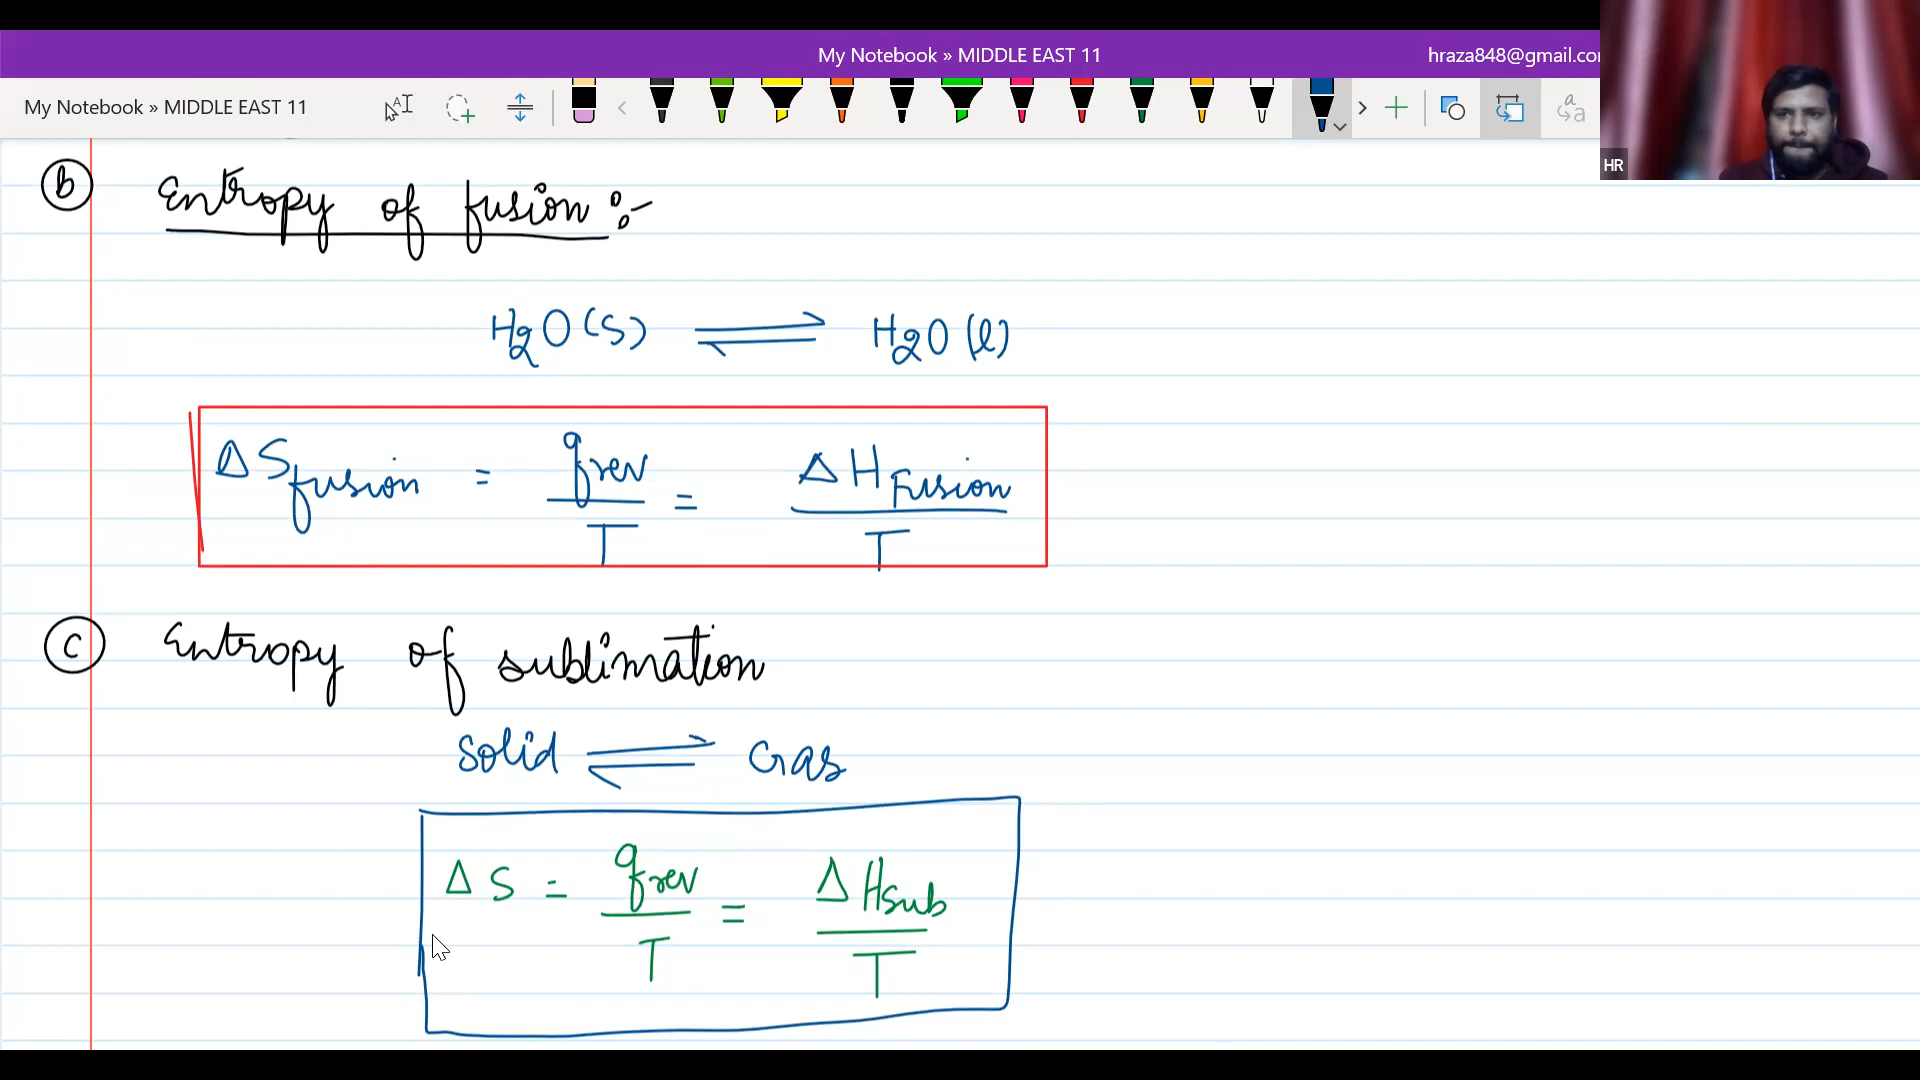 My Notebook » MIDDLE EAST 11
hraza848@gmail.co
My Notebook » MIDDLE EAST 11
HR
b Entropy of fusion :-
H2O(s) ⇌ H2O(l)
ΔSfusion = qrev/T = ΔHFusion/T
c Entropy of sublimation
Solid ⇌ Gas
ΔS = qrev/T = ΔHsub/T